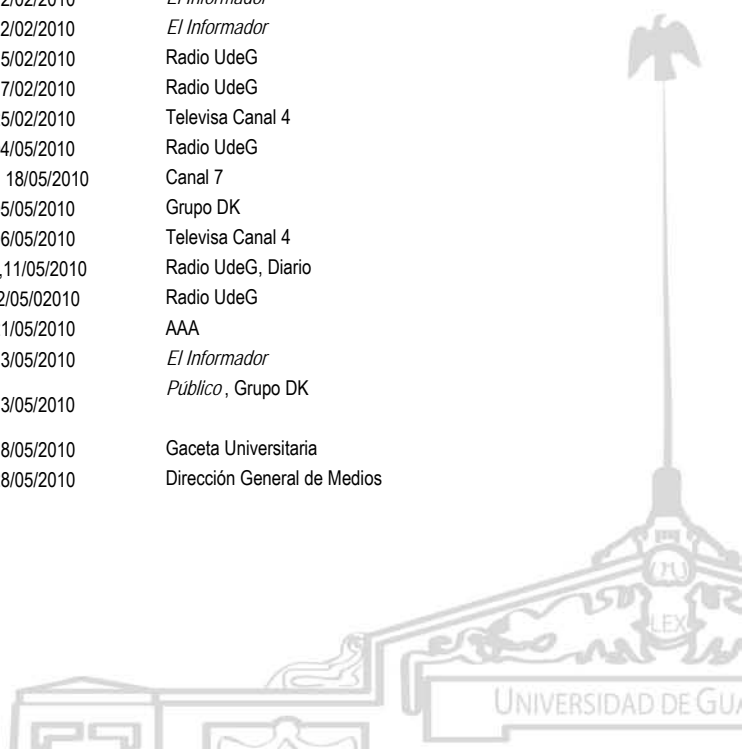 2/02/2010 El Informador
2/02/2010 El Informador
5/02/2010 Radio UdeG
7/02/2010 Radio UdeG
5/02/2010 Televisa Canal 4
4/05/2010 Radio UdeG
18/05/2010 Canal 7
5/05/2010 Grupo DK
6/05/2010 Televisa Canal 4
,11/05/2010 Radio UdeG, Diario
2/05/02010 Radio UdeG
1/05/2010 AAA
3/05/2010 El Informador
3/05/2010 Público, Grupo DK
8/05/2010 Gaceta Universitaria
8/05/2010 Dirección General de Medios
LEX
UNIVERSIDAD DE GUA